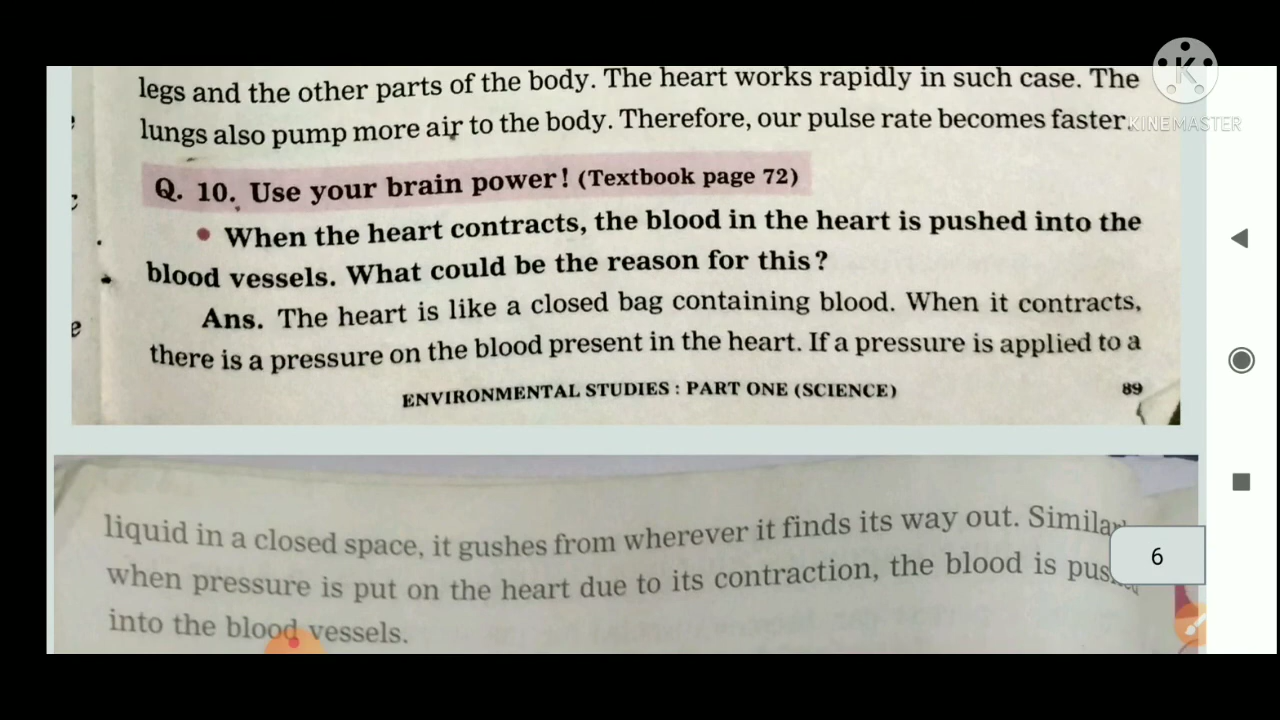 legs and the other parts of the body. The heart works rapidly in such case. The
lungs also pump more air to the body. Therefore, our pulse rate becomes faster.
KINEMASTER
Q. 10. Use your brain power! (Textbook page 72)
• When the heart contracts, the blood in the heart is pushed into the
blood vessels. What could be the reason for this?
Ans. The heart is like a closed bag containing blood. When it contracts,
there is a pressure on the blood present in the heart. If a pressure is applied to a
ENVIRONMENTAL STUDIES : PART ONE (SCIENCE) 89
liquid in a closed space, it gushes from wherever it finds its way out.
6
when pressure is put on the heart due to its contraction, the blood is
into the blood vessels.